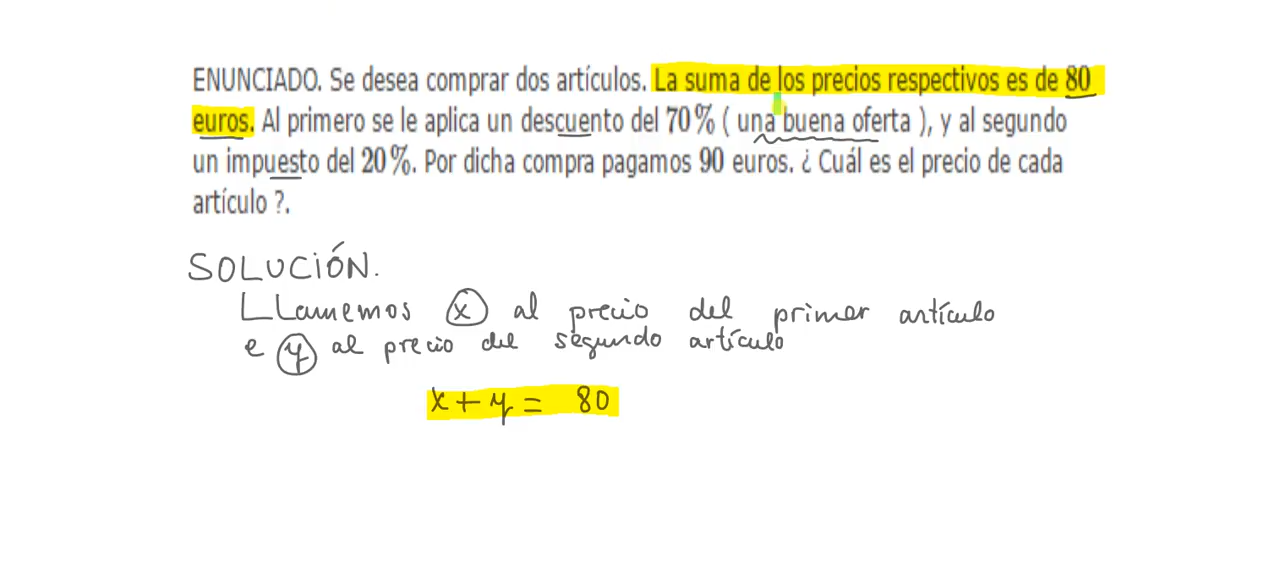 ENUNCIADO. Se desea comprar dos artículos. La suma de los precios respectivos es de 80
euros. Al primero se le aplica un descuento del 70% ( una buena oferta ), y al segundo
un impuesto del 20%. Por dicha compra pagamos 90 euros. ¿ Cuál es el precio de cada
artículo ?.
SOLUCIÓN.
LLamemos x al precio del primer artículo
e y al precio del segundo artículo
x + y = 80